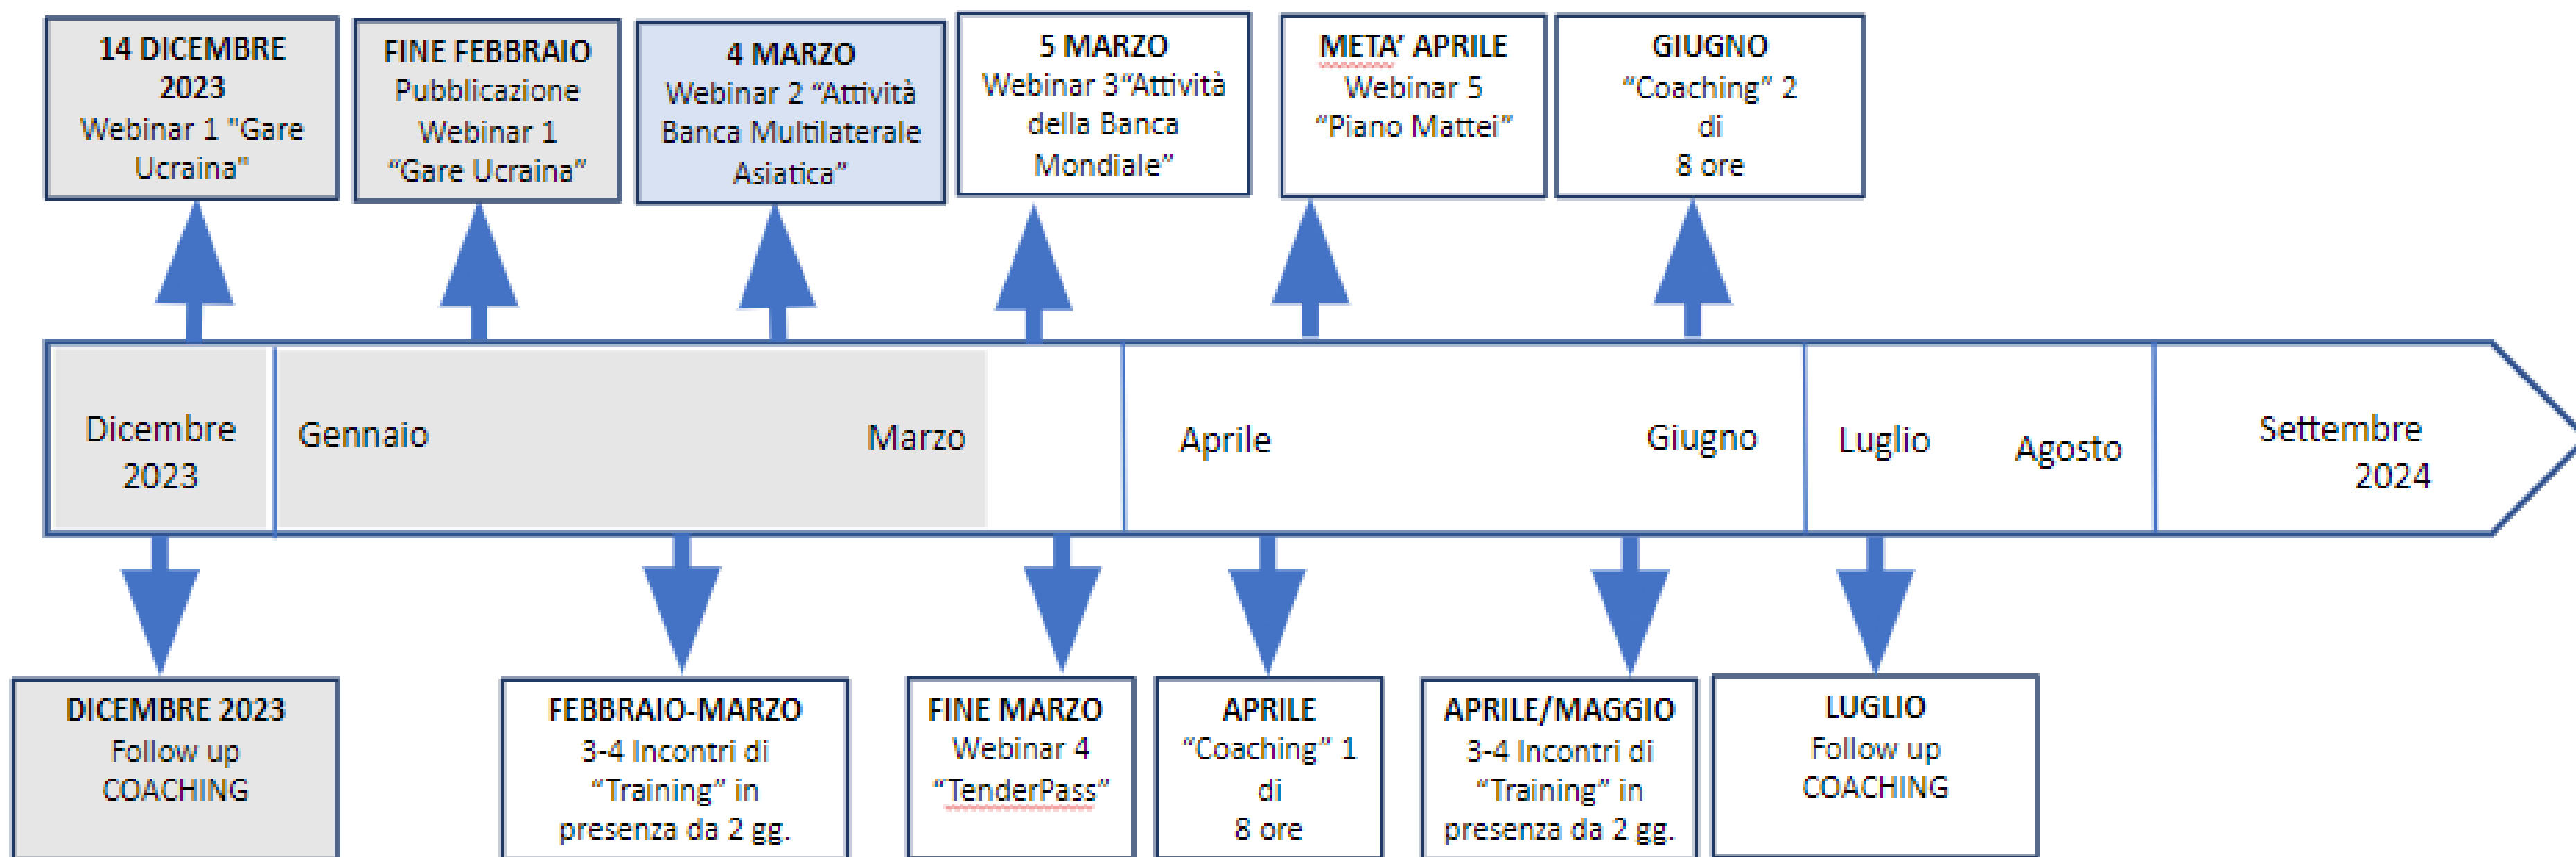 14 DICEMBRE
2023
Webinar 1 "Gare
Ucraina"
FINE FEBBRAIO
Pubblicazione
Webinar 1
“Gare Ucraina”
4 MARZO
Webinar 2 “Attività
Banca Multilaterale
Asiatica”
5 MARZO
Webinar 3“Attività
della Banca
Mondiale”
META’ APRILE
Webinar 5
“Piano Mattei”
GIUGNO
“Coaching” 2
di
8 ore
Dicembre
2023
Gennaio
Marzo
Aprile
Giugno
Luglio
Agosto
Settembre
2024
DICEMBRE 2023
Follow up
COACHING
FEBBRAIO-MARZO
3-4 Incontri di
“Training” in
presenza da 2 gg.
FINE MARZO
Webinar 4
“TenderPass”
APRILE
“Coaching” 1
di
8 ore
APRILE/MAGGIO
3-4 Incontri di
“Training” in
presenza da 2 gg.
LUGLIO
Follow up
COACHING